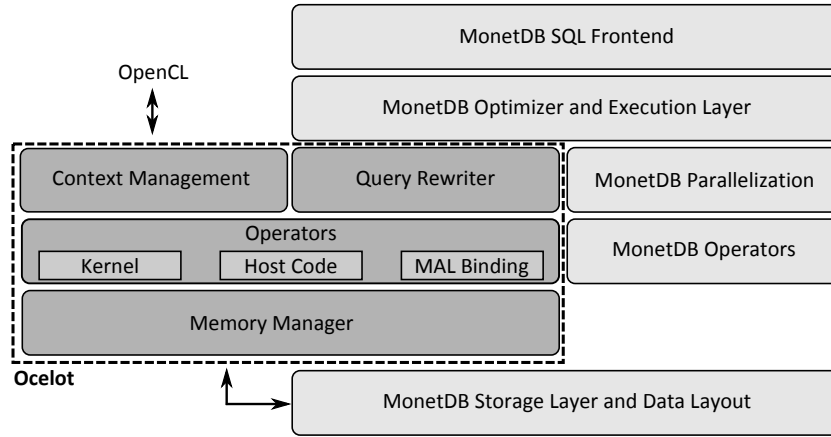 MonetDB SQL Frontend
OpenCL
MonetDB Optimizer and Execution Layer
Context Management
Query Rewriter
MonetDB Parallelization
Operators
MonetDB Operators
Kernel
Host Code
MAL Binding
Memory Manager
Ocelot
MonetDB Storage Layer and Data Layout